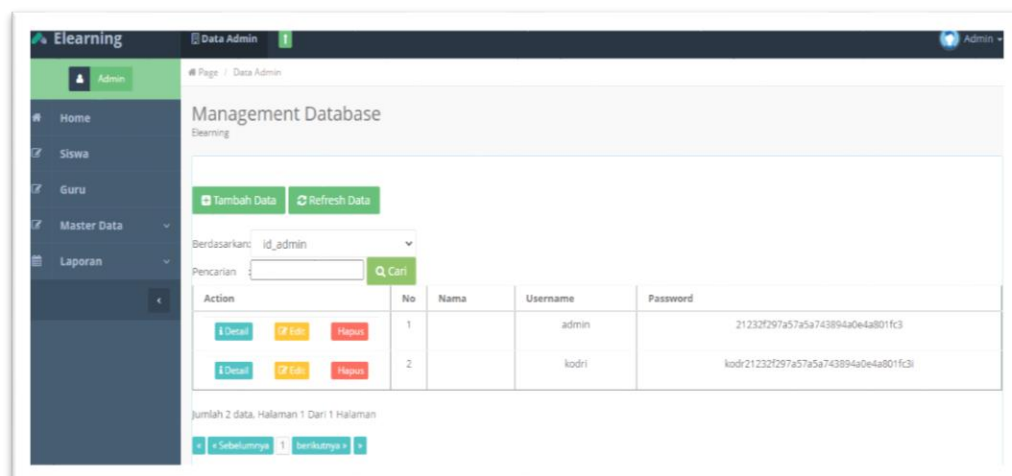 Elearning Data Admin 1 Admin
Admin # Page / Data Admin
Home
Siswa
Guru
Master Data
Laporan
Management Database
Elearning
Tambah Data Refresh Data
Berdasarkan: id_admin
Pencarian : Cari
Action No Nama Username Password
Detail Edit Hapus 1 admin 21232f297a57a5a743894a0e4a801fc3
Detail Edit Hapus 2 kodri kodr21232f297a57a5a743894a0e4a801fc3i
Jumlah 2 data. Halaman 1 Dari 1 Halaman
« « Sebelumnya 1 berikutnya » »